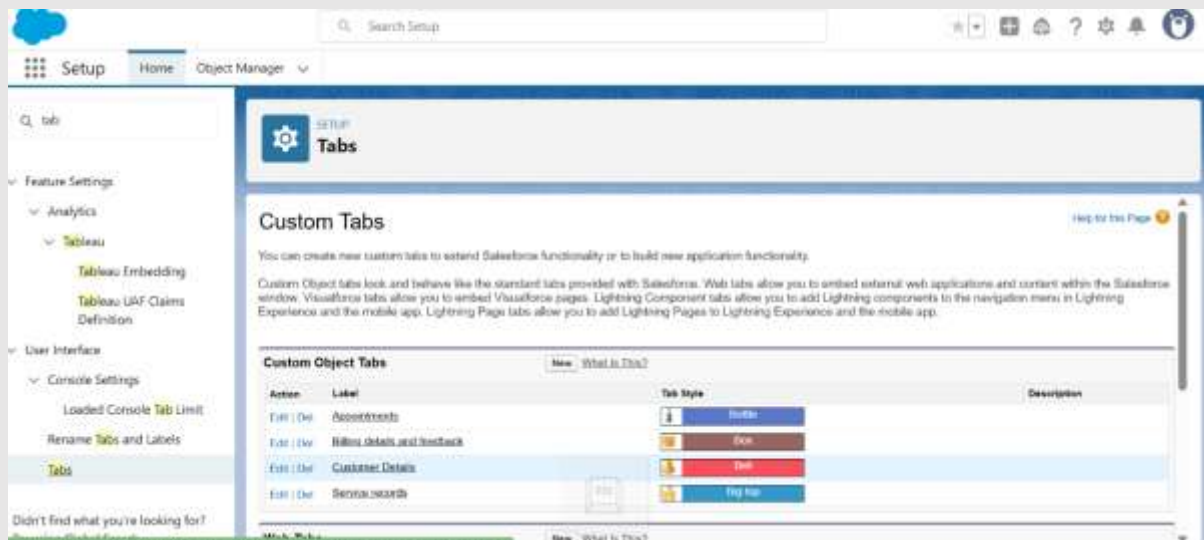 Search Setup
Setup
Home
Object Manager
tab
Feature Settings
Analytics
Tableau
Tableau Embedding
Tableau UAF Claims
Definition
User Interface
Console Settings
Loaded Console Tab Limit
Rename Tabs and Labels
Tabs
Didn't find what you're looking for?
SETUP
Tabs
Custom Tabs
Help for this Page
You can create new custom tabs to extend Salesforce functionality or to build new application functionality.
Custom Object tabs look and behave like the standard tabs provided with Salesforce. Web tabs allow you to embed external web applications and content within the Salesforce
window. Visualforce tabs allow you to embed Visualforce pages. Lightning Component tabs allow you to add Lightning components to the navigation menu in Lightning
Experience and the mobile app. Lightning Page tabs allow you to add Lightning Pages to Lightning Experience and the mobile app.
Custom Object Tabs New What Is This?
Action Label Tab Style Description
Edit | Del Appointments Bottle
Edit | Del Billing details and feedback Box
Edit | Del Customer Details Bell
Edit | Del Service records Big top
Web Tabs New What Is This?